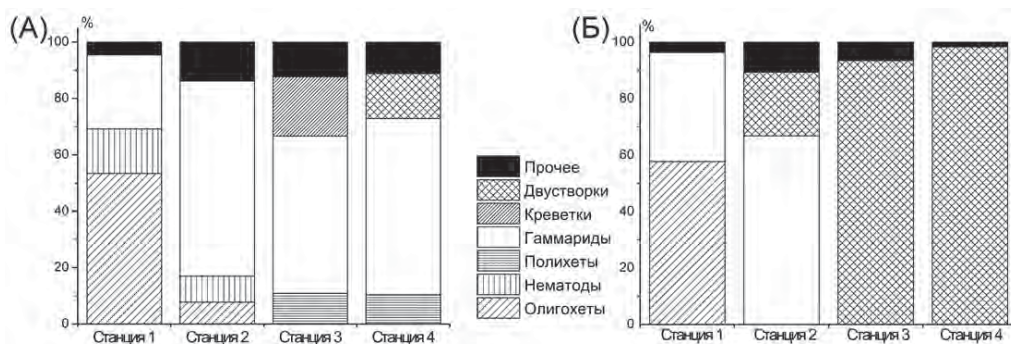 (А)
%
100
80
60
40
20
0
Станция 1 Станция 2 Станция 3 Станция 4
Прочее
Двустворки
Креветки
Гаммариды
Полихеты
Нематоды
Олигохеты
(Б)
%
100
80
60
40
20
0
Станция 1 Станция 2 Станция 3 Станция 4